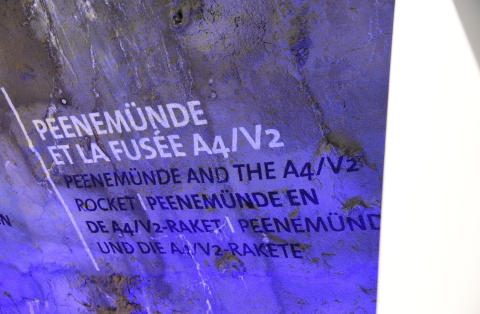 PEENEMÜNDE
ET LA FUSÉE A4/V2
PEENEMÜNDE AND THE A4/V2
ROCKET | PEENEMÜNDE EN
DE A4/V2-RAKET | PEENEMÜND
UND DIE A4/V2-RAKETE